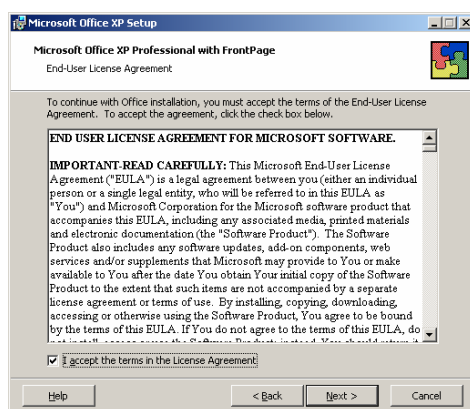 Microsoft Office XP Setup
Microsoft Office XP Professional with FrontPage
End-User License Agreement
To continue with Office installation, you must accept the terms of the End-User License
Agreement. To accept the agreement, click the check box below.
END USER LICENSE AGREEMENT FOR MICROSOFT SOFTWARE.
IMPORTANT-READ CAREFULLY: This Microsoft End-User License
Agreement ("EULA") is a legal agreement between you (either an individual
person or a single legal entity, who will be referred to in this EULA as
"You") and Microsoft Corporation for the Microsoft software product that
accompanies this EULA, including any associated media, printed materials
and electronic documentation (the "Software Product"). The Software
Product also includes any software updates, add-on components, web
services and/or supplements that Microsoft may provide to You or make
available to You after the date You obtain Your initial copy of the Software
Product to the extent that such items are not accompanied by a separate
license agreement or terms of use. By installing, copying, downloading,
accessing or otherwise using the Software Product, You agree to be bound
by the terms of this EULA. If You do not agree to the terms of this EULA, do
I accept the terms in the License Agreement
Help
< Back
Next >
Cancel